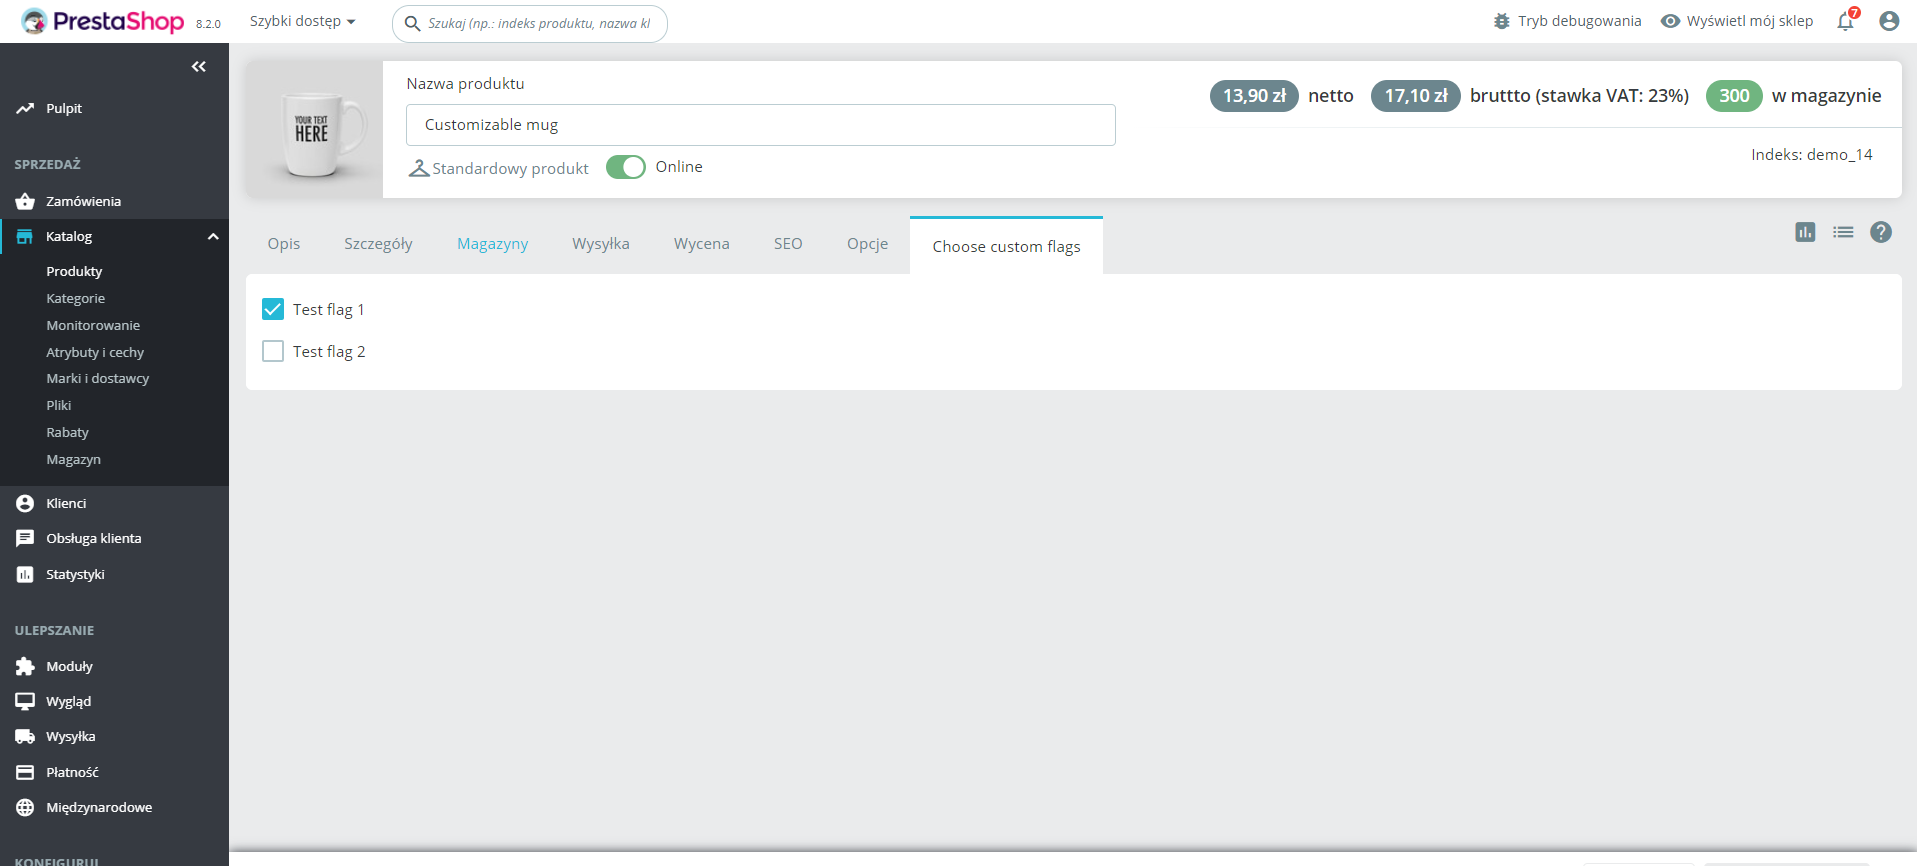 PrestaShop 8.2.0 Szybki dostęp Szukaj (np.: indeks produktu, nazwa kl Tryb debugowania Wyświetl mój sklep 7
Pulpit
SPRZEDAŻ
Zamówienia
Katalog
Produkty
Kategorie
Monitorowanie
Atrybuty i cechy
Marki i dostawcy
Pliki
Rabaty
Magazyn
Klienci
Obsługa klienta
Statystyki
ULEPSZANIE
Moduły
Wygląd
Wysyłka
Płatność
Międzynarodowe
KONFIGURUJ
YOUR TEXT
HERE
Nazwa produktu
Customizable mug
Standardowy produkt Online
13,90 zł netto 17,10 zł bruttto (stawka VAT: 23%) 300 w magazynie
Indeks: demo_14
Opis Szczegóły Magazyny Wysyłka Wycena SEO Opcje Choose custom flags
Test flag 1
Test flag 2